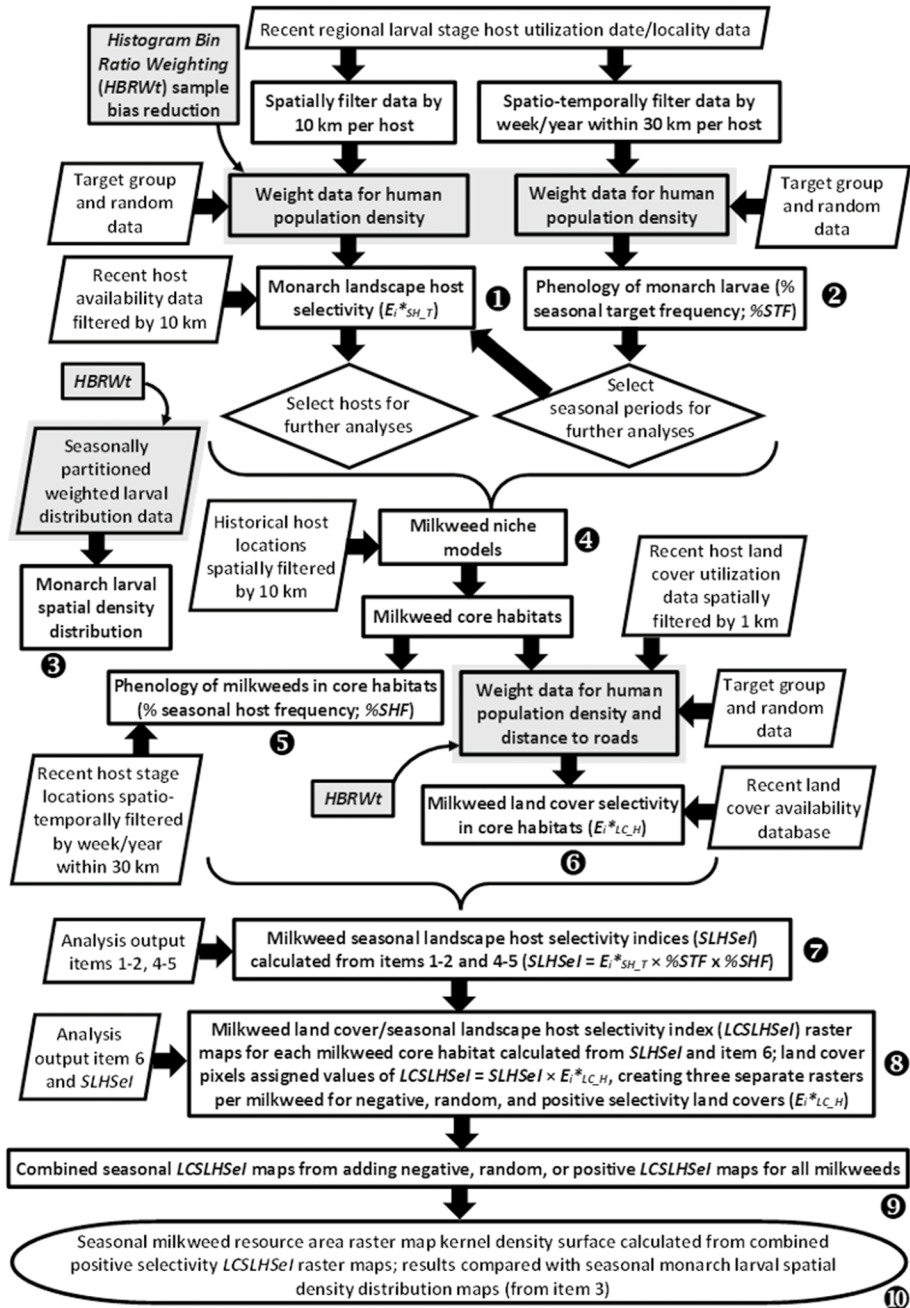 Recent regional larval stage host utilization date/locality data
Histogram Bin
Ratio Weighting
(HBRWt) sample
bias reduction
Spatially filter data by
10 km per host
Spatio-temporally filter data by
week/year within 30 km per host
Target group
and random
data
Weight data for human
population density
Weight data for human
population density
Target group
and random
data
Recent host
availability data
filtered by 10 km
Monarch landscape host
selectivity (Ei*SH_T)
❶
Phenology of monarch larvae (%
seasonal target frequency; %STF)
❷
HBRWt
Select hosts for
further analyses
Select
seasonal periods for
further analyses
Seasonally
partitioned
weighted larval
distribution data
Historical host
locations
spatially filtered
by 10 km
Milkweed niche
models
❹
Recent host land
cover utilization
data spatially
filtered by 1 km
Monarch larval
spatial density
distribution
❸
Milkweed core habitats
Phenology of milkweeds in core habitats
(% seasonal host frequency; %SHF)
❺
Weight data for human
population density and
distance to roads
Target group
and random
data
Recent host stage
locations spatio-
temporally filtered
by week/year
within 30 km
HBRWt
Milkweed land cover selectivity
in core habitats (Ei*LC_H)
❻
Recent land
cover availability
database
Analysis output
items 1-2, 4-5
Milkweed seasonal landscape host selectivity indices (SLHSeI)
calculated from items 1-2 and 4-5 (SLHSeI = Ei*SH_T × %STF x %SHF)
❼
Analysis
output item 6
and SLHSeI
Milkweed land cover/seasonal landscape host selectivity index (LCSLHSeI) raster
maps for each milkweed core habitat calculated from SLHSeI and item 6; land cover
pixels assigned values of LCSLHSeI = SLHSeI × Ei*LC_H, creating three separate rasters
per milkweed for negative, random, and positive selectivity land covers (Ei*LC_H)
❽
Combined seasonal LCSLHSeI maps from adding negative, random, or positive LCSLHSeI maps for all milkweeds
❾
Seasonal milkweed resource area raster map kernel density surface calculated from combined
positive selectivity LCSLHSeI raster maps; results compared with seasonal monarch larval spatial
density distribution maps (from item 3)
❿